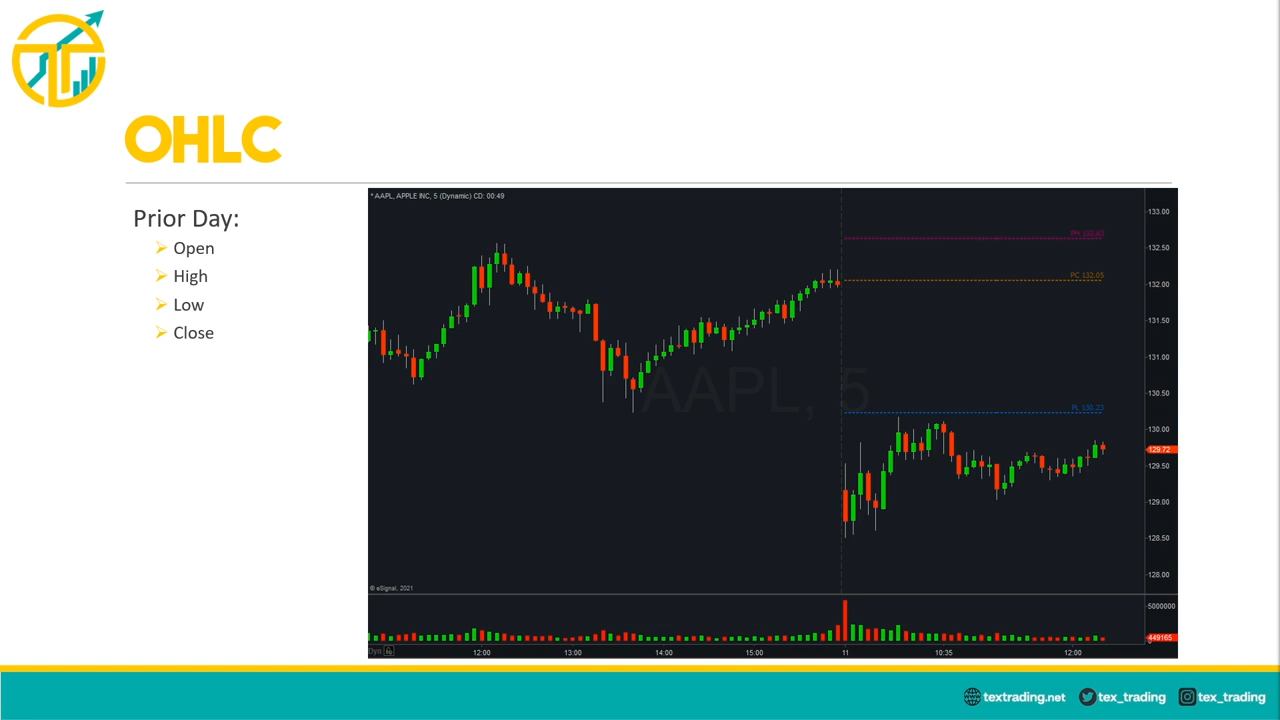 OHLC
Prior Day:
Open
High
Low
Close
* AAPL, APPLE INC, 5 (Dynamic) CD: 00:49
AAPL, 5
PC 132.05
PL 130.23
133.00
132.50
132.00
131.50
131.00
130.50
130.00
129.72
129.50
129.00
128.50
128.00
© eSignal, 2021
5000000
449165
Dyn
12:00
13:00
14:00
15:00
11
10:35
12:00
textrading.net
tex_trading
tex_trading